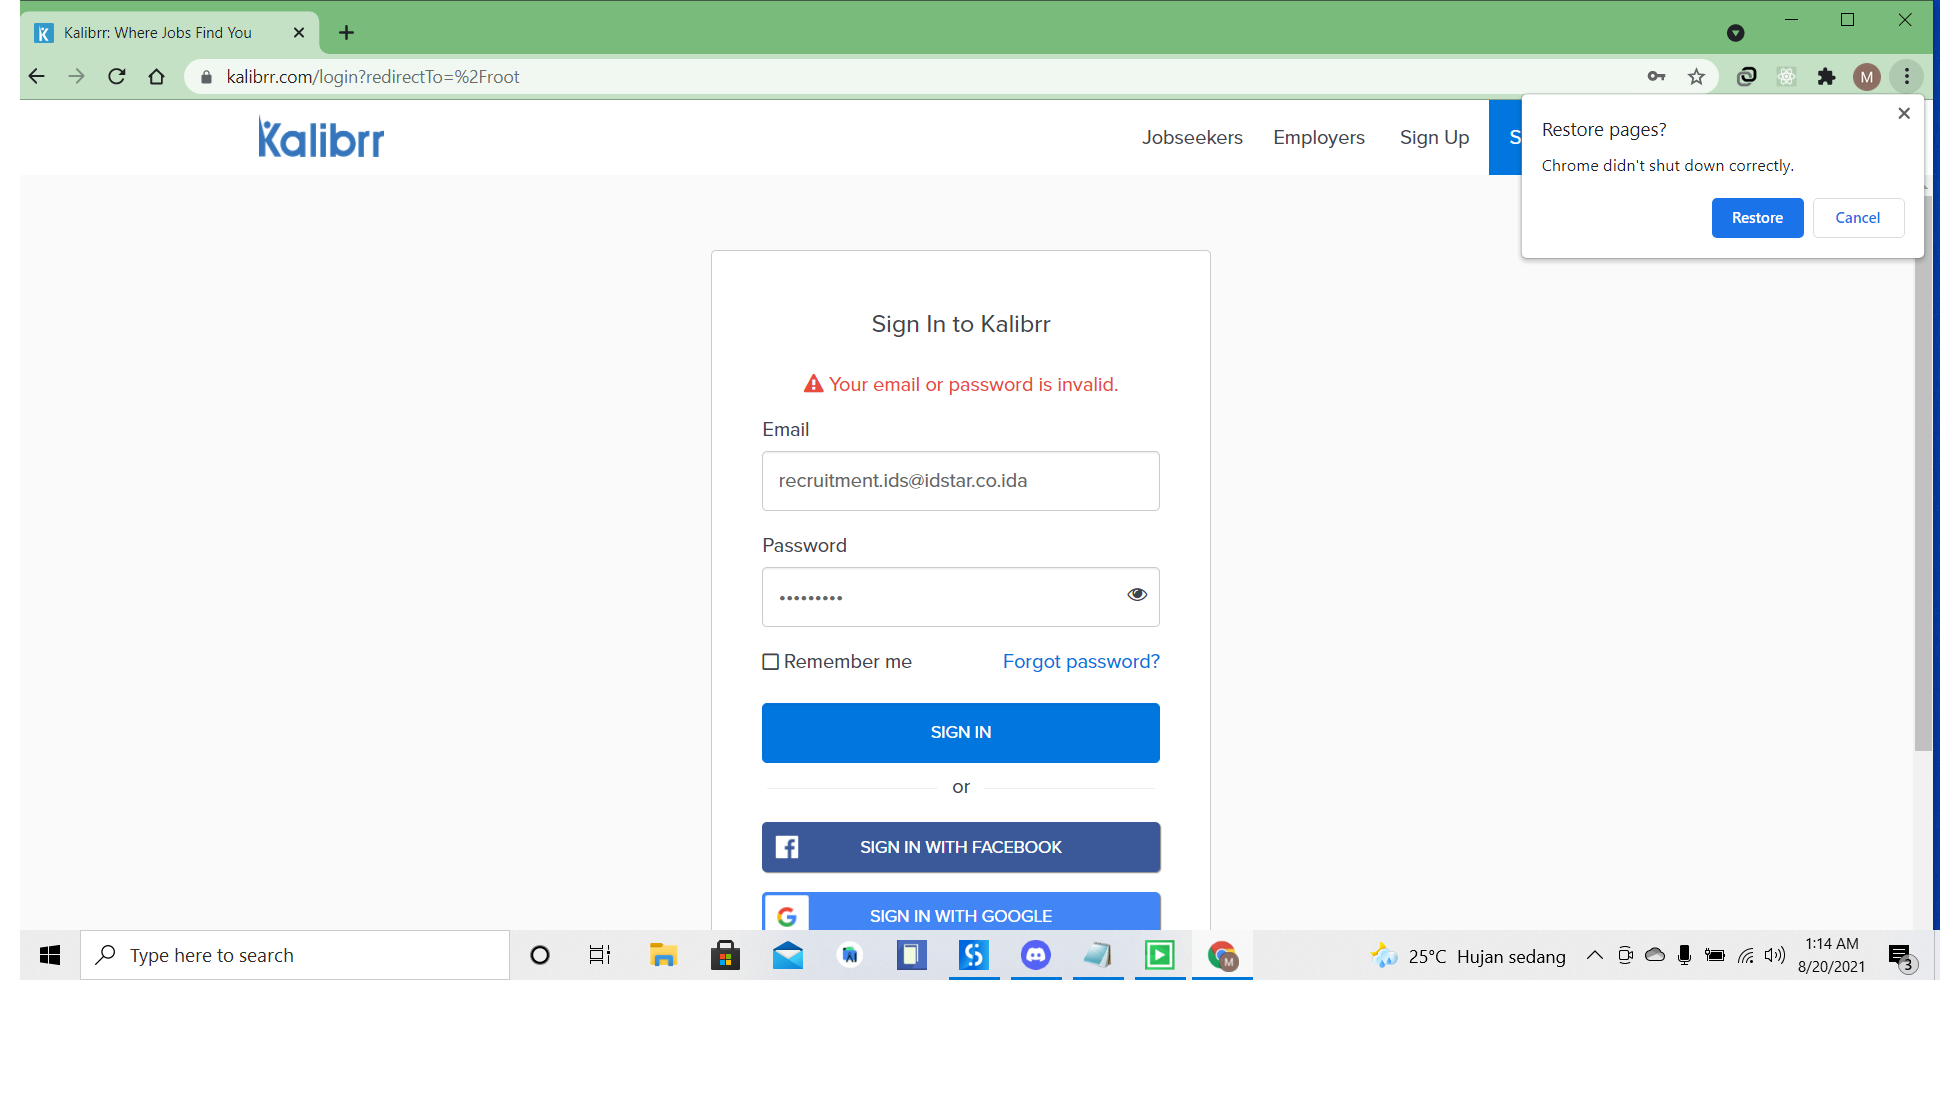 Kalibrr: Where Jobs Find You
kalibrr.com/login?redirectTo=%2Froot
M
Kalibrr
Jobseekers
Employers
Sign Up
S
Restore pages?
Chrome didn't shut down correctly.
Restore
Cancel
Sign In to Kalibrr
Your email or password is invalid.
Email
recruitment.ids@idstar.co.ida
Password
•••••••••
Remember me
Forgot password?
SIGN IN
or
SIGN IN WITH FACEBOOK
SIGN IN WITH GOOGLE
Type here to search
25°C Hujan sedang
1:14 AM
8/20/2021
3